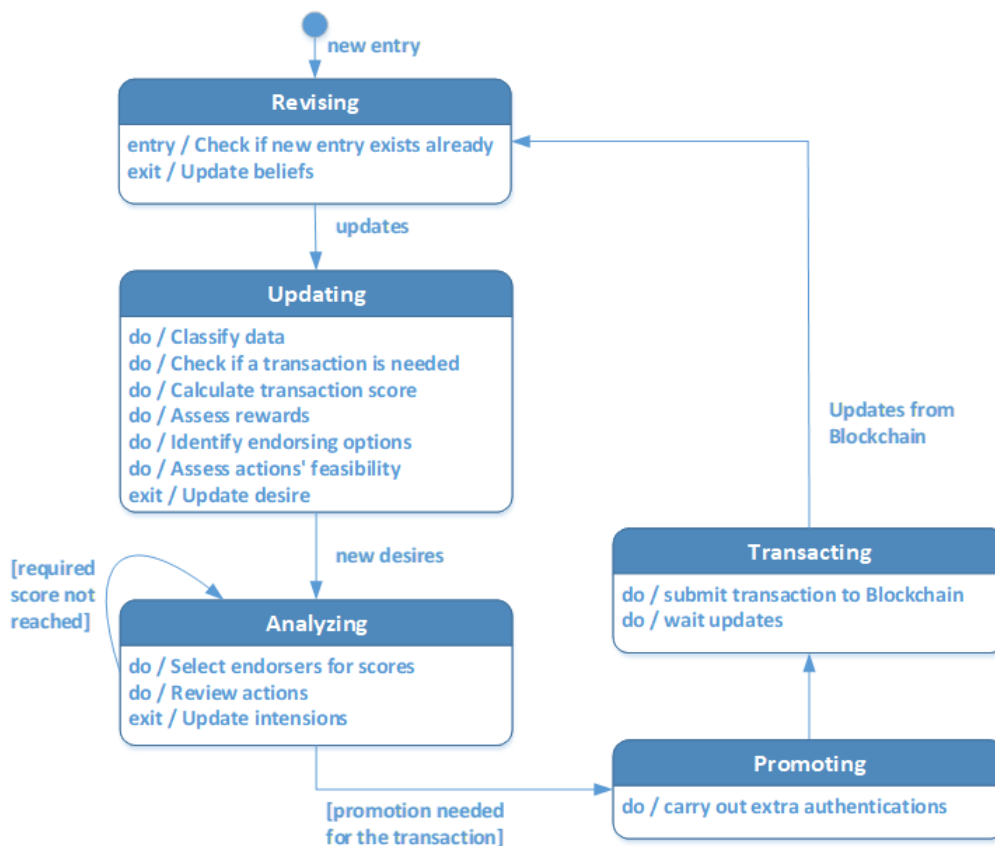 new entry
Revising
entry / Check if new entry exists already
exit / Update beliefs
updates
Updating
do / Classify data
do / Check if a transaction is needed
do / Calculate transaction score
do / Assess rewards
do / Identify endorsing options
do / Assess actions' feasibility
exit / Update desire
new desires
[required
score not
reached]
Analyzing
do / Select endorsers for scores
do / Review actions
exit / Update intensions
[promotion needed
for the transaction]
Promoting
do / carry out extra authentications
Transacting
do / submit transaction to Blockchain
do / wait updates
Updates from
Blockchain